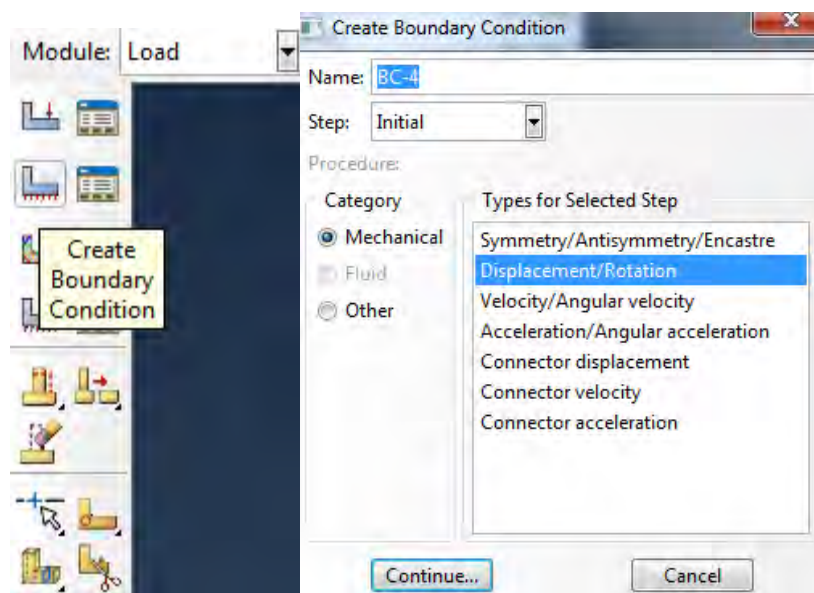 Module: Load
Create
Boundary
Condition
Create Boundary Condition
Name: BC-4
Step: Initial
Procedure:
Category
Mechanical
Fluid
Other
Types for Selected Step
Symmetry/Antisymmetry/Encastre
Displacement/Rotation
Velocity/Angular velocity
Acceleration/Angular acceleration
Connector displacement
Connector velocity
Connector acceleration
Continue... Cancel